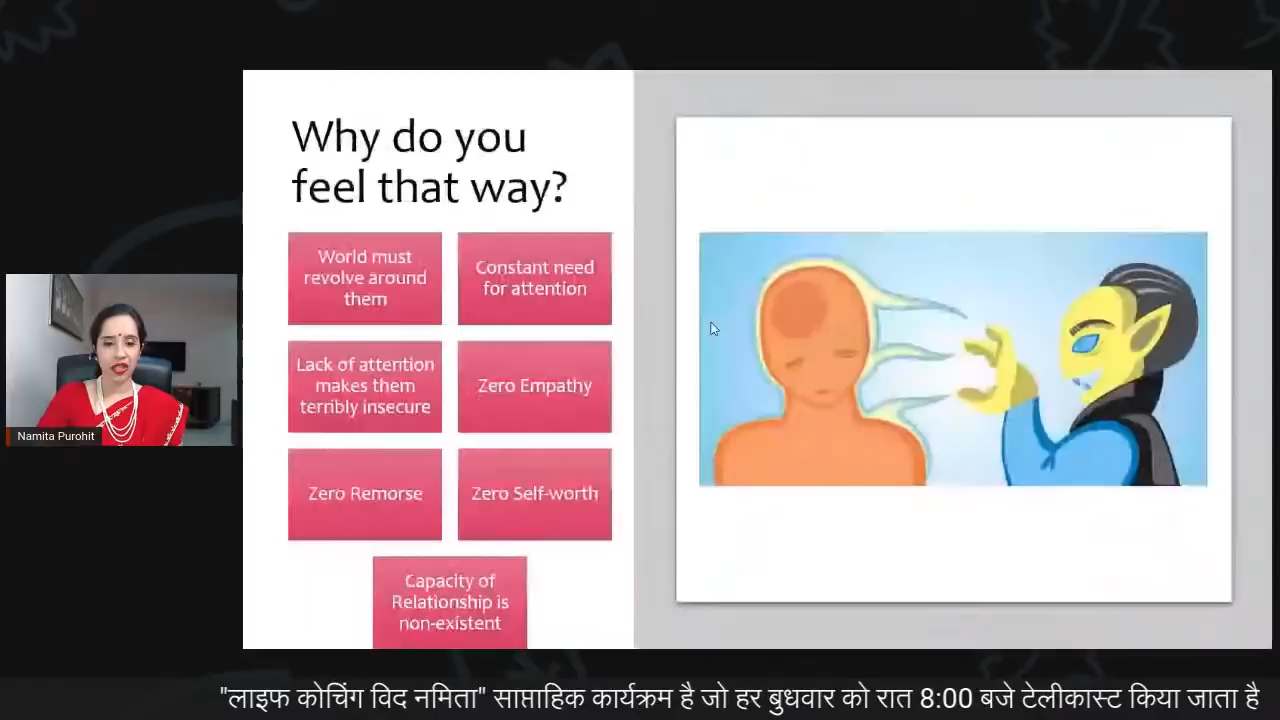 Why do you
feel that way?
World must
revolve around
them
Constant need
for attention
Lack of attention
makes them
terribly insecure
Zero Empathy
Zero Remorse
Zero Self-worth
Capacity of
Relationship is
non-existent
Namita Purohit
"लाइफ कोचिंग विद नमिता" साप्ताहिक कार्यक्रम है जो हर बुधवार को रात 8:00 बजे टेलीकास्ट किया जाता है